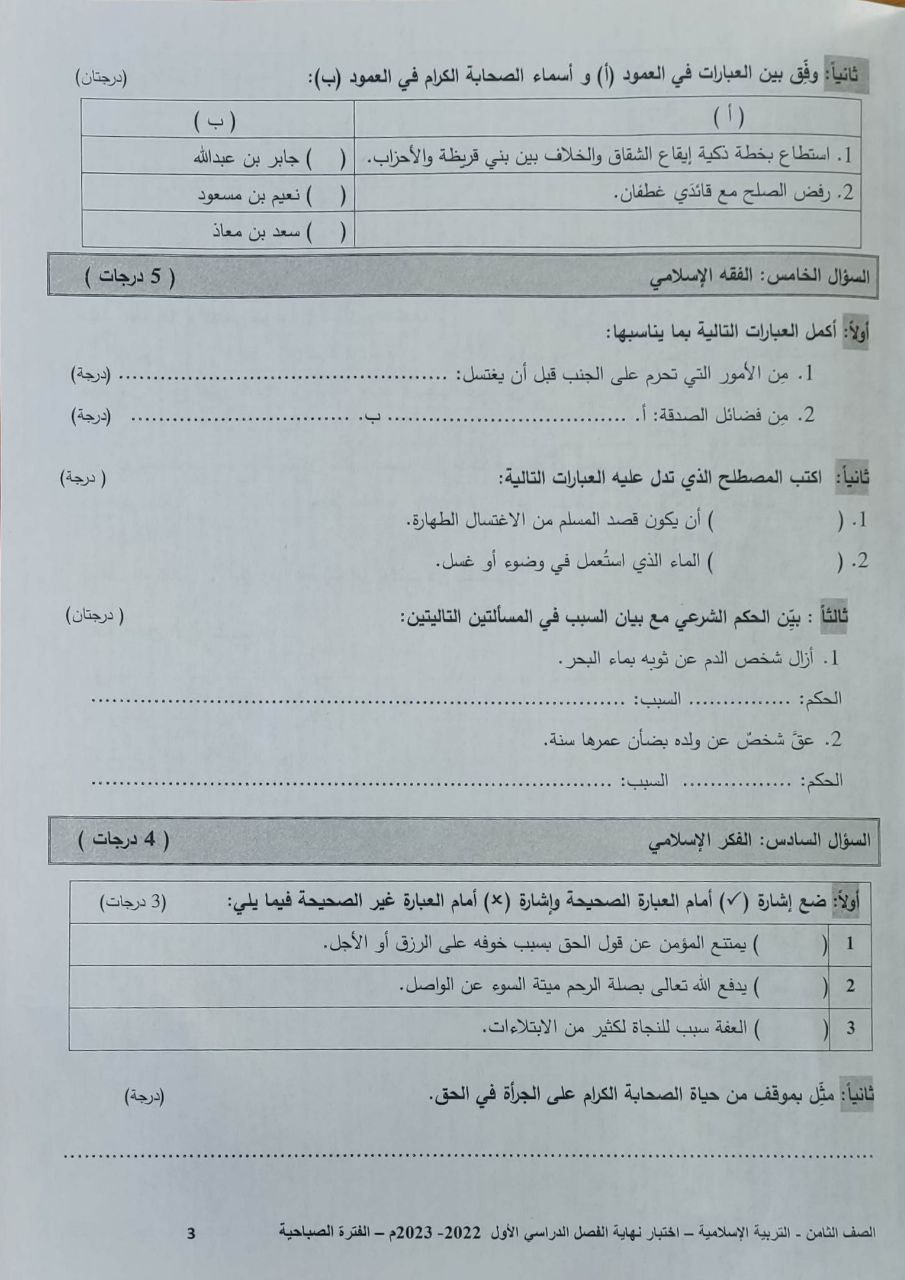 ثانياً: وفَّق بين العبارات في العمود (أ) و أسماء الصحابة الكرام في العمود (ب): (درجتان)
( أ ) ( ب )
1. استطاع بخطة ذكية إيقاع الشقاق والخلاف بين بني قريظة والأحزاب. ( ) جابر بن عبدالله
2. رفض الصلح مع قائدَي غطفان. ( ) نعيم بن مسعود
( ) سعد بن معاذ
السؤال الخامس: الفقه الإسلامي ( 5 درجات )
أولاً: أكمل العبارات التالية بما يناسبها:
1. مِن الأمور التي تحرم على الجنب قبل أن يغتسل: ................................................ (درجة)
2. مِن فضائل الصدقة: أ. ................................... ب. ................................ (درجة)
ثانياً: اكتب المصطلح الذي تدل عليه العبارات التالية: ( درجة)
1. ( ) أن يكون قصد المسلم من الاغتسال الطهارة.
2. ( ) الماء الذي استُعمل في وضوء أو غسل.
ثالثاً : بيِّن الحكم الشرعي مع بيان السبب في المسألتين التاليتين: ( درجتان)
1. أزال شخص الدم عن ثوبه بماء البحر.
الحكم: ............... السبب: ..............................................................................
2. عقَّ شخصٌ عن ولده بضأن عمرها سنة.
الحكم: ................ السبب: ............................................................................
السؤال السادس: الفكر الإسلامي ( 4 درجات )
أولاً: ضع إشارة (✓) أمام العبارة الصحيحة وإشارة (×) أمام العبارة غير الصحيحة فيما يلي: (3 درجات)
1 ( ) يمتنع المؤمن عن قول الحق بسبب خوفه على الرزق أو الأجل.
2 ( ) يدفع الله تعالى بصلة الرحم ميتة السوء عن الواصل.
3 ( ) العفة سبب للنجاة لكثير من الابتلاءات.
ثانياً: مثِّل بموقف من حياة الصحابة الكرام على الجرأة في الحق. (درجة)
........................................................................................................................
الصف الثامن - التربية الإسلامية – اختبار نهاية الفصل الدراسي الأول 2022- 2023م – الفترة الصباحية 3